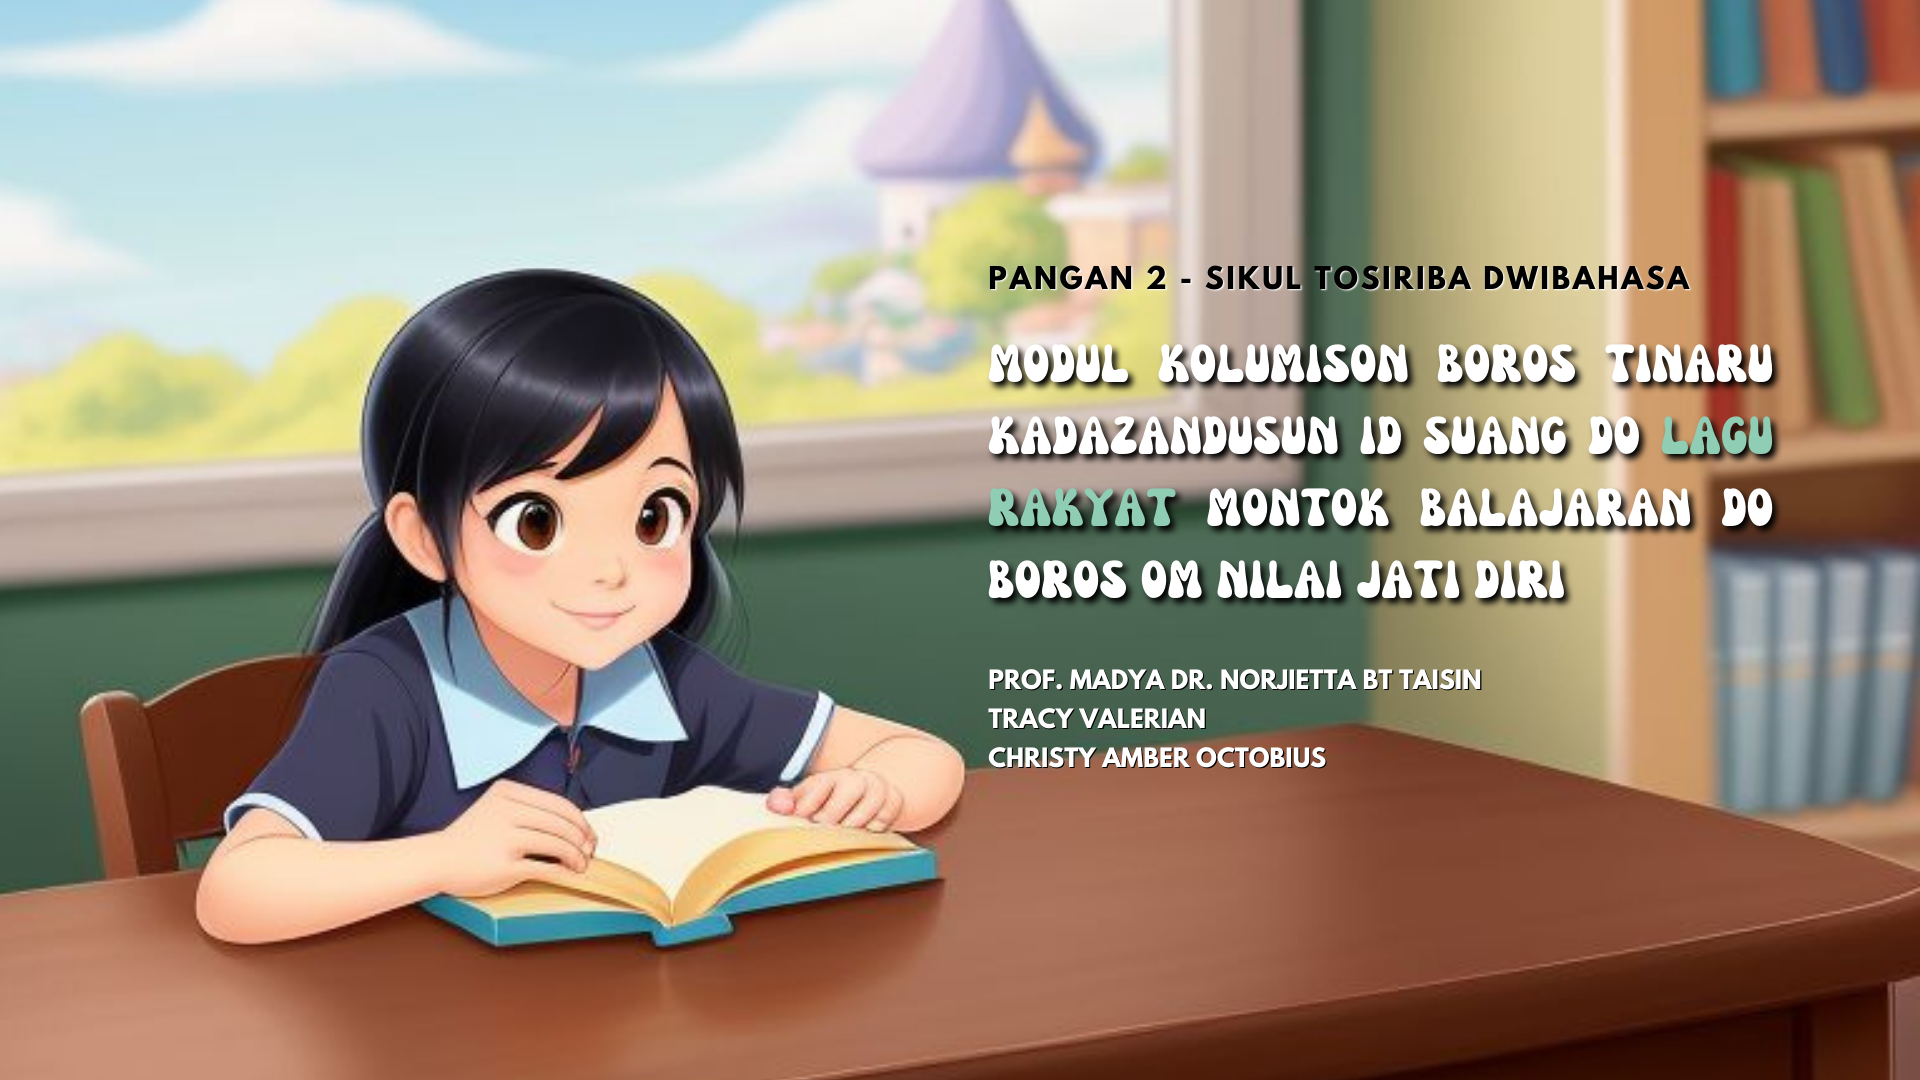 PANGAN 2 - SIKUL TOSIRIBA DWIBAHASA
MODUL KOLUMISON BOROS TINARU
KADAZANDUSUN ID SUANG DO LAGU
RAKYAT MONTOK BALAJARAN DO
BOROS OM NILAI JATI DIRI
PROF. MADYA DR. NORJIETTA BT TAISIN
TRACY VALERIAN
CHRISTY AMBER OCTOBIUS